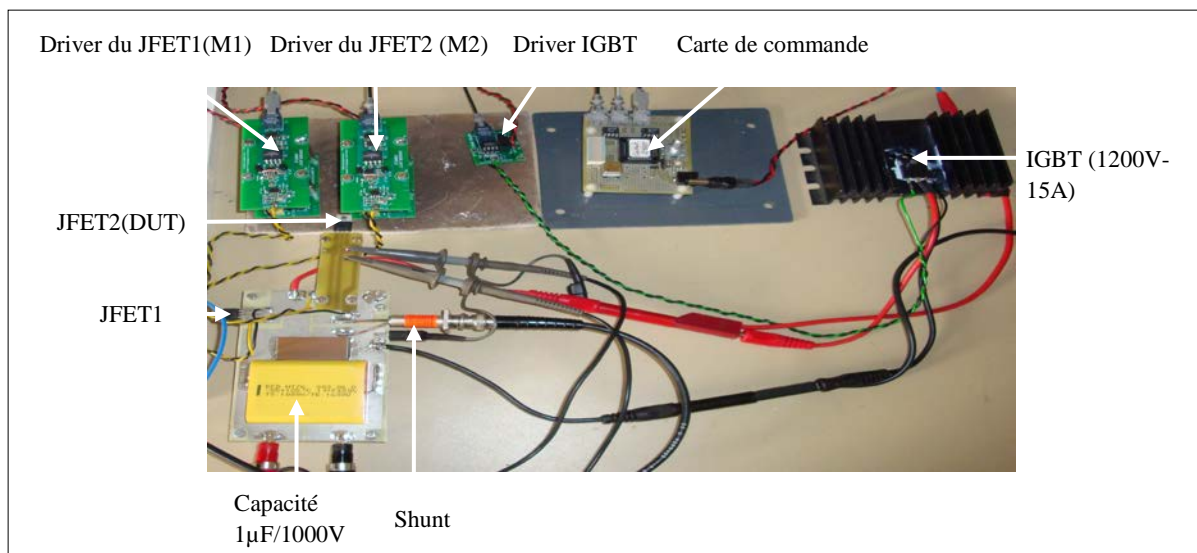 Driver du JFET1(M1) Driver du JFET2 (M2) Driver IGBT Carte de commande
IGBT (1200V-
15A)
JFET2(DUT)
JFET1
Capacité
1µF/1000V
Shunt